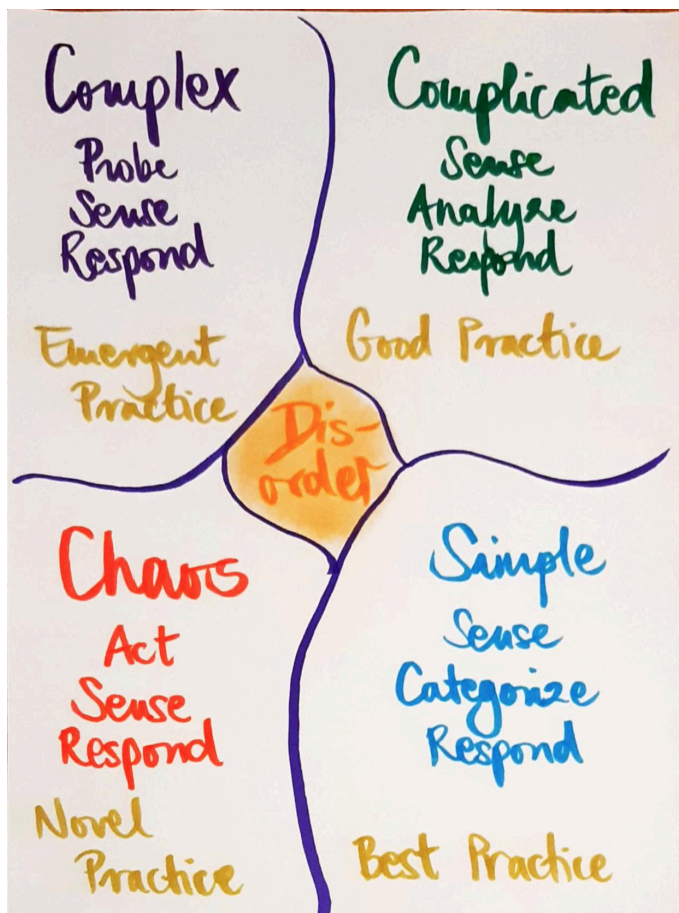 Complex
Probe
Sense
Respond
Emergent
Practice
Complicated
Sense
Analyze
Respond
Good Practice
Dis-
order
Chaos
Act
Sense
Respond
Novel
Practice
Simple
Sense
Categorize
Respond
Best Practice